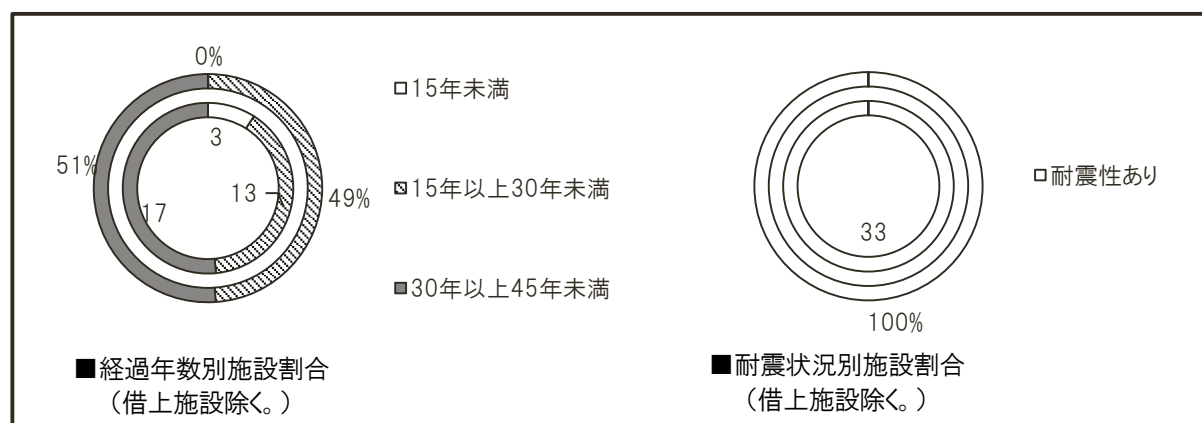 0%
□15年未満
3
51%
13
49%
□15年以上30年未満
17
■30年以上45年未満
■経過年数別施設割合
（借上施設除く。）
□耐震性あり
33
100%
■耐震状況別施設割合
（借上施設除く。）